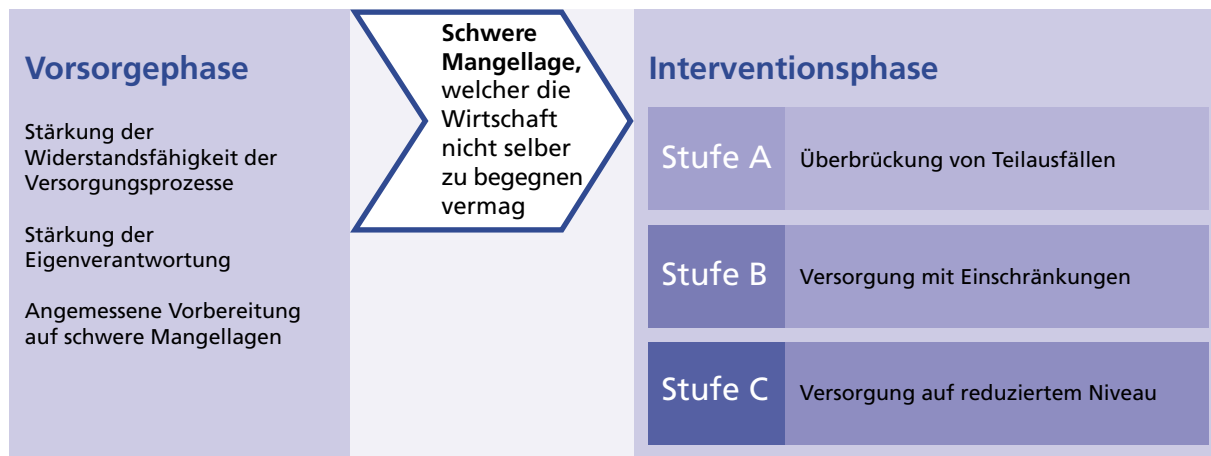 Vorsorgephase
Stärkung der
Widerstandsfähigkeit der
Versorgungsprozesse
Stärkung der
Eigenverantwortung
Angemessene Vorbereitung
auf schwere Mangellagen
Schwere
Mangellage,
welcher die
Wirtschaft
nicht selber
zu begegnen
vermag
Interventionsphase
Stufe A
Überbrückung von Teilausfällen
Stufe B
Versorgung mit Einschränkungen
Stufe C
Versorgung auf reduziertem Niveau